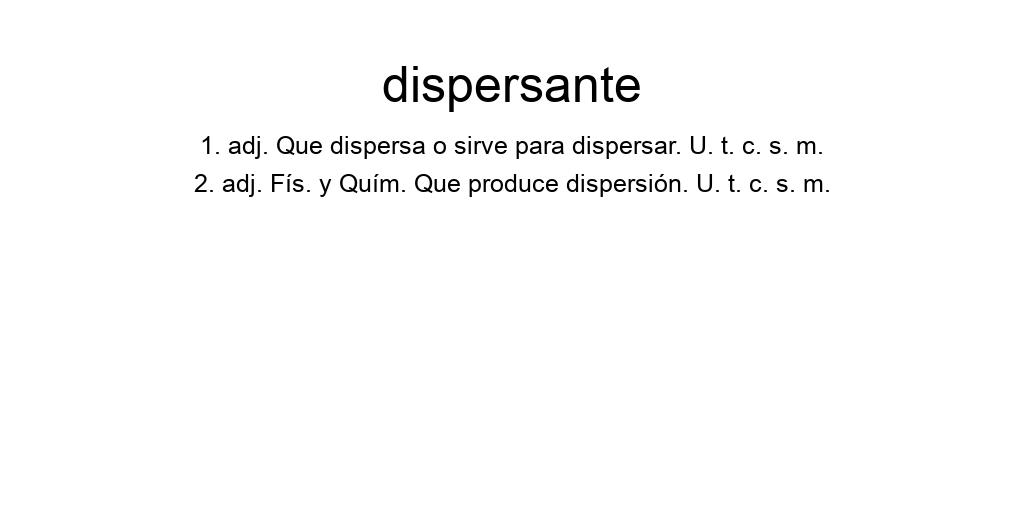 dispersante
1. adj. Que dispersa o sirve para dispersar. U. t. c. s. m.
2. adj. Fís. y Quím. Que produce dispersión. U. t. c. s. m.